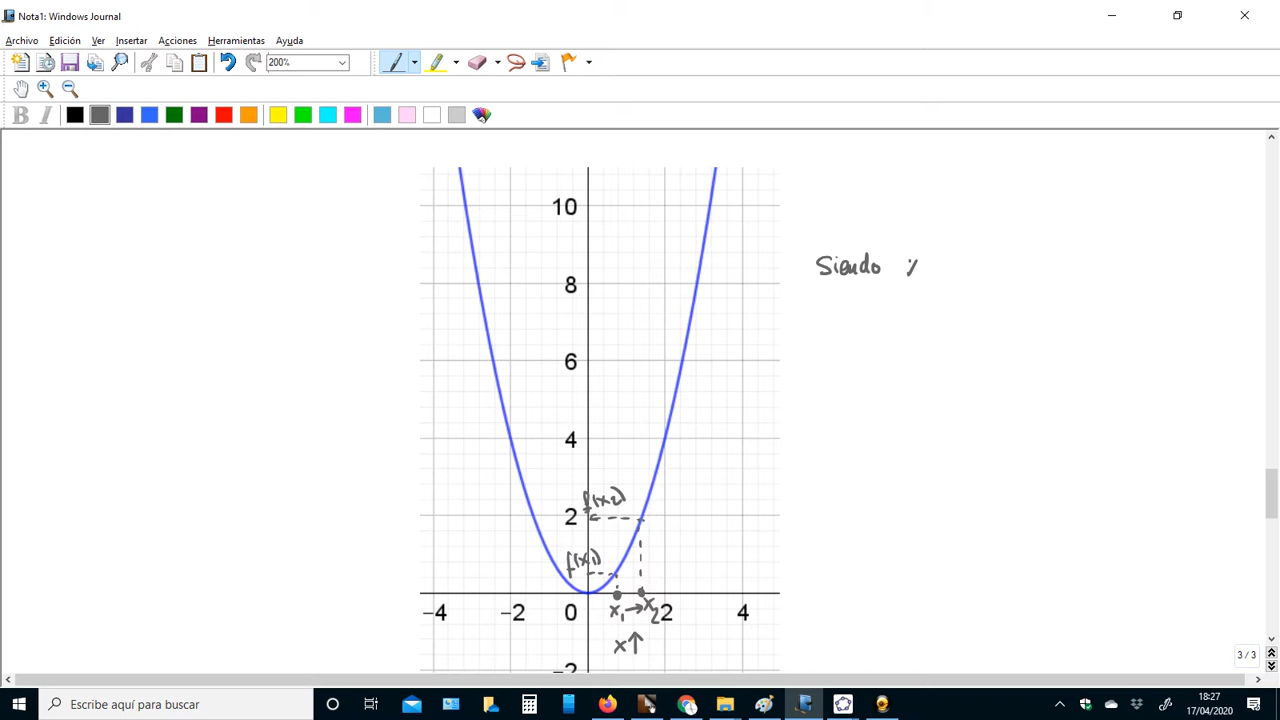 Nota1: Windows Journal
Archivo Edición Ver Insertar Acciones Herramientas Ayuda
200%
B I
10
8
Siendo x
6
4
f(x2)
2
f(x1)
-4 -2 0 2 4
x1 → x2
x↑
-2
3 / 3
Escribe aquí para buscar
18:27
17/04/2020